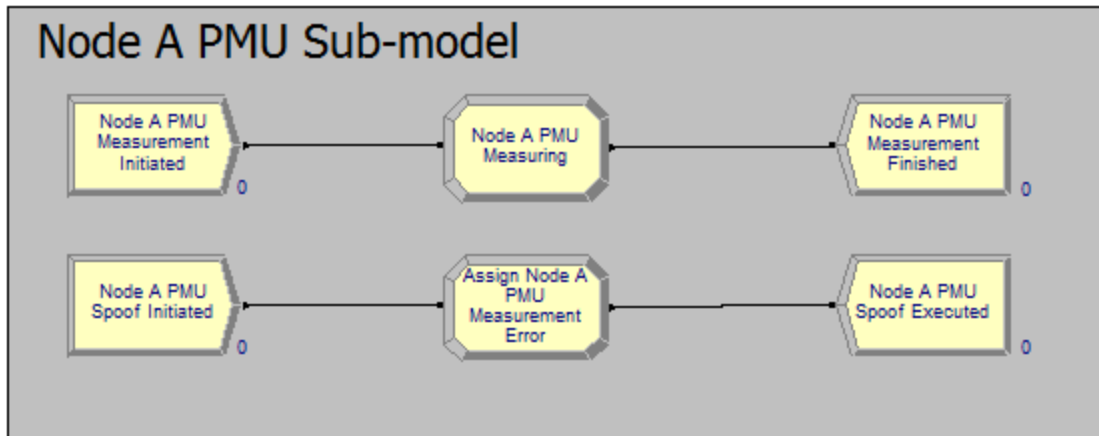 Node A PMU Sub-model
Node A PMU
Measurement
Initiated
0
Node A PMU
Measuring
Node A PMU
Measurement
Finished
0
Node A PMU
Spoof Initiated
0
Assign Node A
PMU
Measurement
Error
Node A PMU
Spoof Executed
0